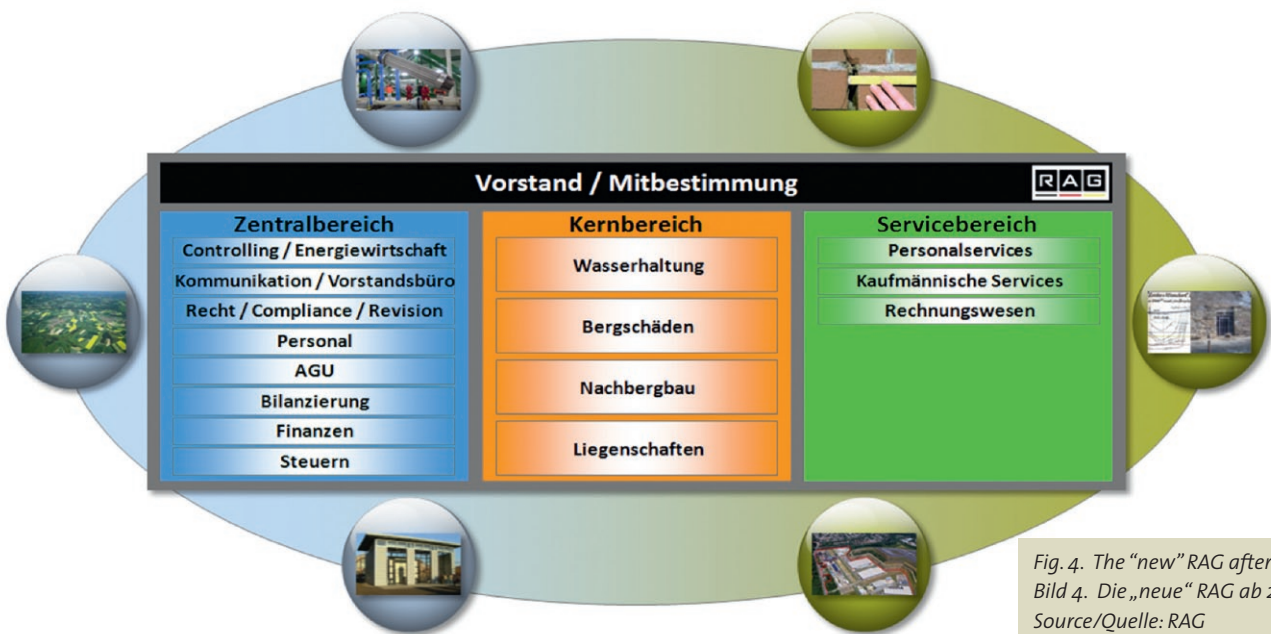 Vorstand / Mitbestimmung
RAG
Zentralbereich
Controlling / Energiewirtschaft
Kommunikation / Vorstandsbüro
Recht / Compliance / Revision
Personal
AGU
Bilanzierung
Finanzen
Steuern
Kernbereich
Wasserhaltung
Bergschäden
Nachbergbau
Liegenschaften
Servicebereich
Personalservices
Kaufmännische Services
Rechnungswesen
Fig. 4. The “new” RAG after
Bild 4. Die „neue“ RAG ab
Source/Quelle: RAG